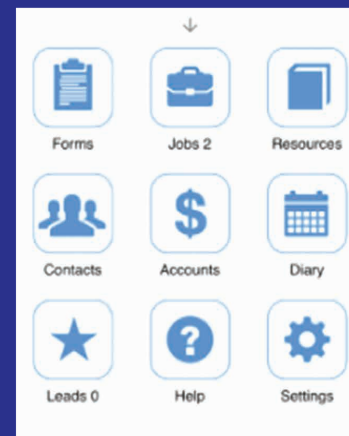 Forms
Jobs 2
Resources
Contacts
Accounts
Diary
Leads 0
Help
Settings